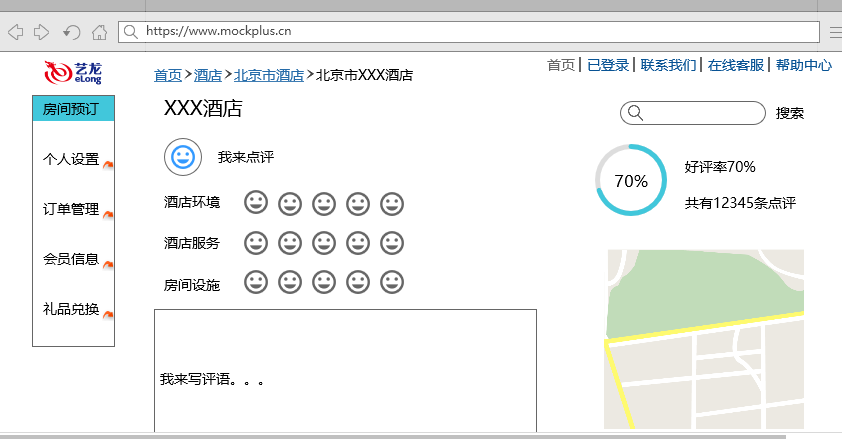 https://www.mockplus.cn
艺龙
eLong
首页 > 酒店 > 北京市酒店 > 北京市XXX酒店
首页 | 已登录 | 联系我们 | 在线客服 | 帮助中心
房间预订
个人设置
订单管理
会员信息
礼品兑换
XXX酒店
搜索
我来点评
酒店环境
酒店服务
房间设施
70%
好评率70%
共有12345条点评
我来写评语。。。